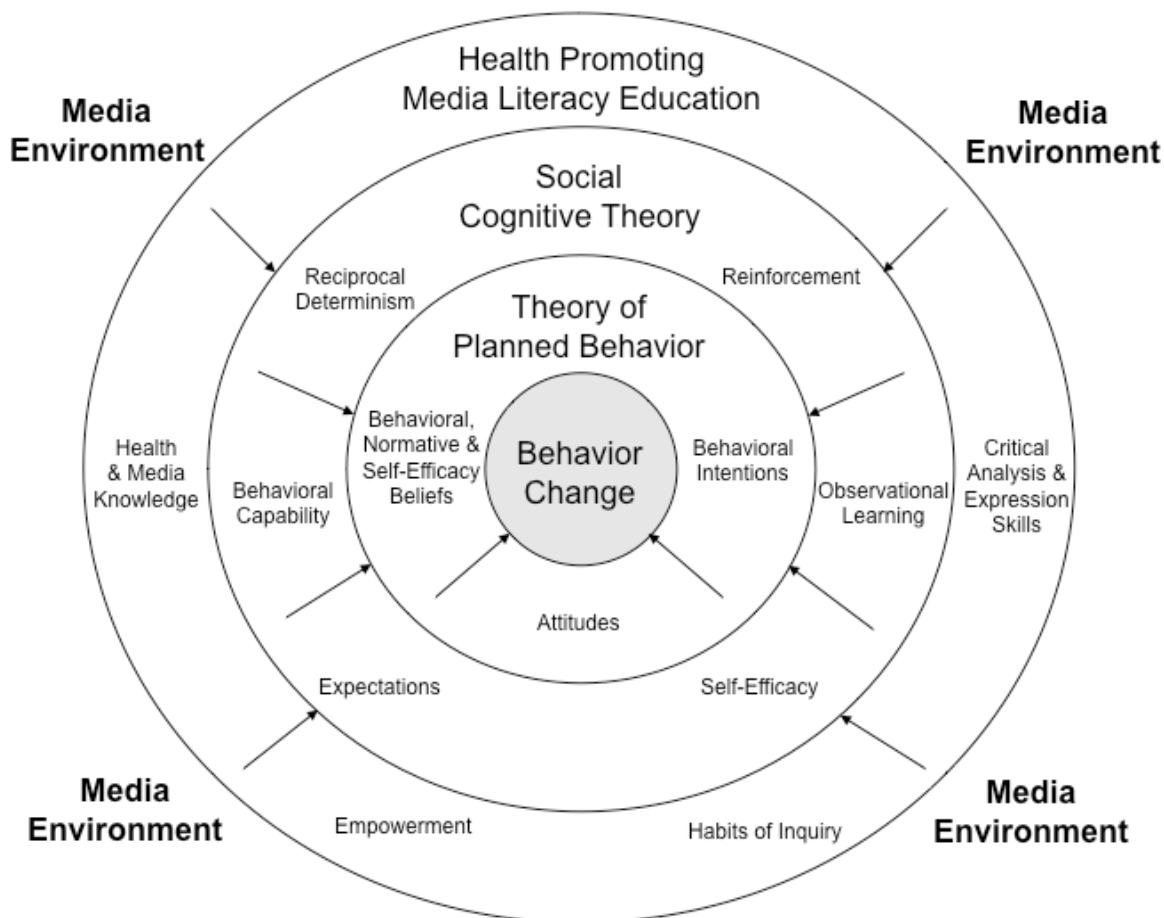 Health Promoting
Media Literacy Education
Media
Environment
Media
Environment
Social
Cognitive Theory
Reciprocal
Determinism
Reinforcement
Theory of
Planned Behavior
Health
& Media
Knowledge
Behavioral
Capability
Behavioral,
Normative &
Self-Efficacy
Beliefs
Behavior
Change
Behavioral
Intentions
Observational
Learning
Critical
Analysis &
Expression
Skills
Attitudes
Expectations
Self-Efficacy
Media
Environment
Empowerment
Habits of Inquiry
Media
Environment